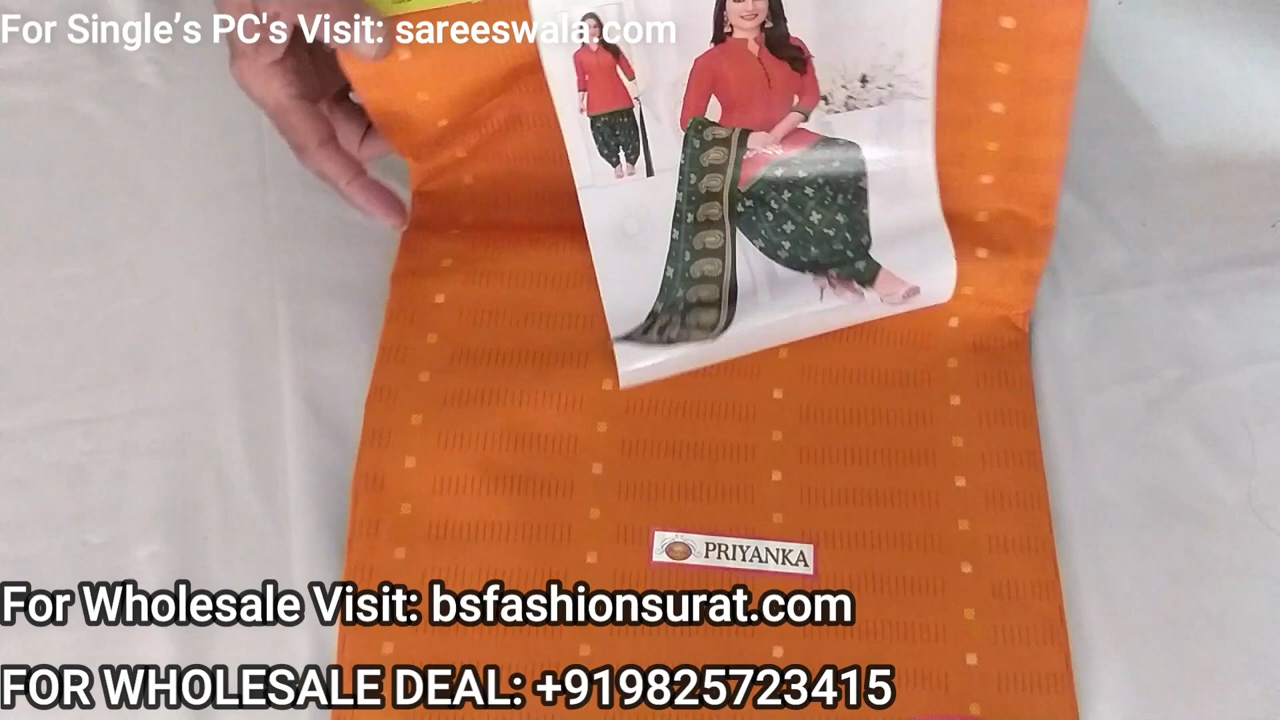 For Single’s PC's Visit: sareeswala.com
PRIYANKA
For Wholesale Visit: bsfashionsurat.com
FOR WHOLESALE DEAL: +919825723415